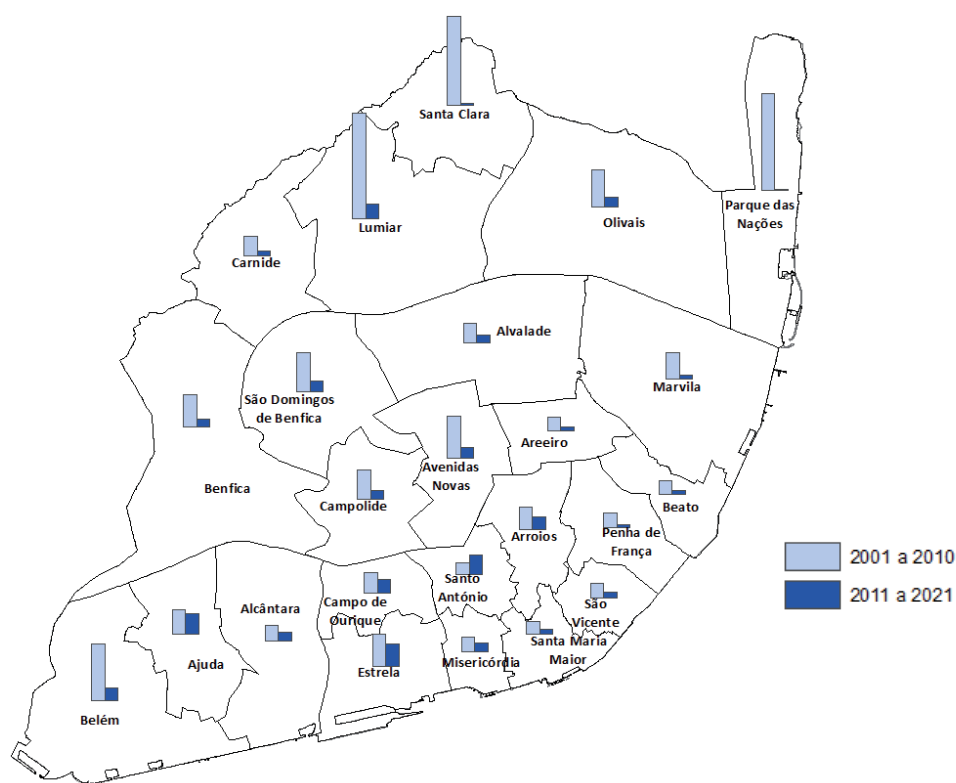 Santa Clara
Parque das
Nações
Lumiar
Olivais
Carnide
Alvalade
Marvila
São Domingos
de Benfica
Areeiro
Avenidas
Novas
Benfica
Campolide
Beato
Arroios
Penha de
França
2001 a 2010
2011 a 2021
Santo
António
Campo de
Ourique
Alcântara
São
Vicente
Santa Maria
Maior
Misericórdia
Estrela
Ajuda
Belém